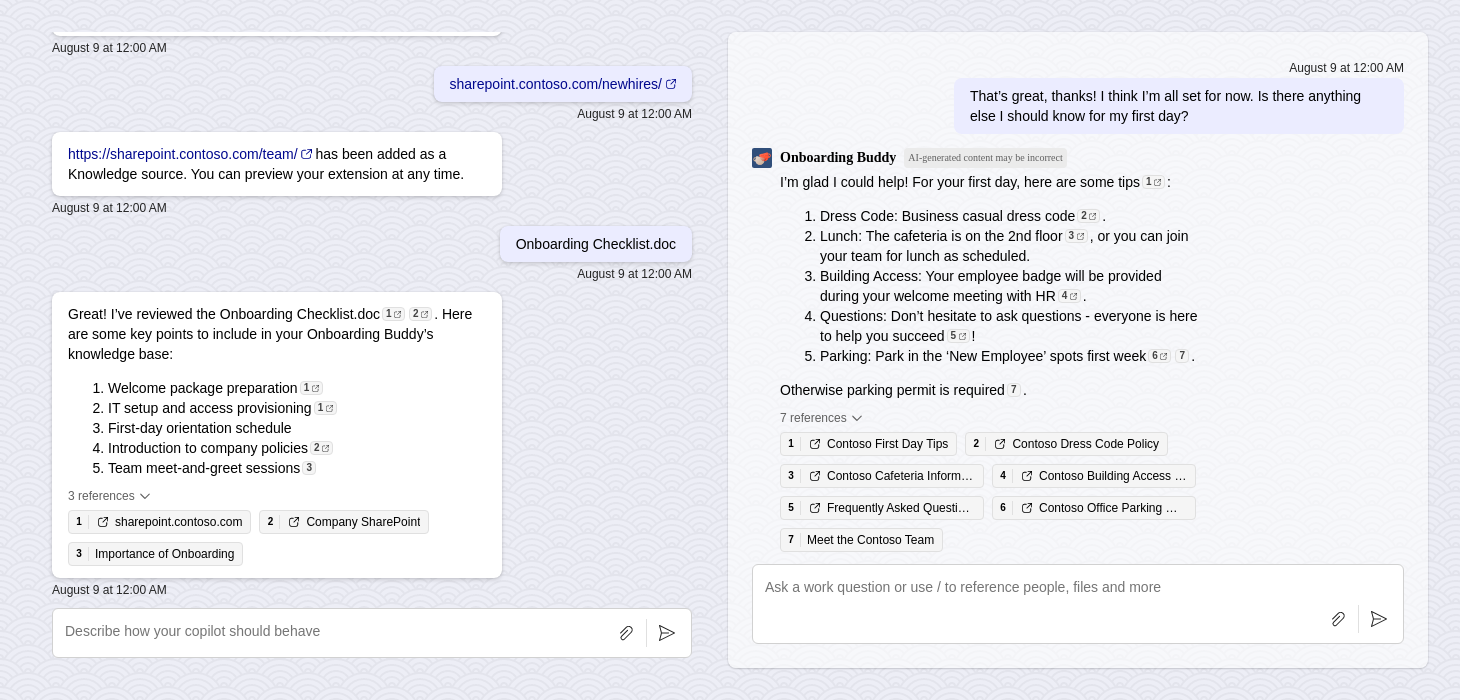 August 9 at 12:00 AM
sharepoint.contoso.com/newhires/
August 9 at 12:00 AM
https://sharepoint.contoso.com/team/ has been added as a
Knowledge source. You can preview your extension at any time.
August 9 at 12:00 AM
Onboarding Checklist.doc
August 9 at 12:00 AM
Great! I’ve reviewed the Onboarding Checklist.doc 1 2 . Here
are some key points to include in your Onboarding Buddy’s
knowledge base:
1. Welcome package preparation 1
2. IT setup and access provisioning 1
3. First-day orientation schedule
4. Introduction to company policies 2
5. Team meet-and-greet sessions 3
3 references
1 sharepoint.contoso.com 2 Company SharePoint
3 Importance of Onboarding
August 9 at 12:00 AM
Describe how your copilot should behave
August 9 at 12:00 AM
That’s great, thanks! I think I’m all set for now. Is there anything
else I should know for my first day?
Onboarding Buddy AI-generated content may be incorrect
I’m glad I could help! For your first day, here are some tips 1 :
1. Dress Code: Business casual dress code 2 .
2. Lunch: The cafeteria is on the 2nd floor 3 , or you can join
your team for lunch as scheduled.
3. Building Access: Your employee badge will be provided
during your welcome meeting with HR 4 .
4. Questions: Don’t hesitate to ask questions - everyone is here
to help you succeed 5 !
5. Parking: Park in the ‘New Employee’ spots first week 6 7 .
Otherwise parking permit is required 7 .
7 references
1 Contoso First Day Tips 2 Contoso Dress Code Policy
3 Contoso Cafeteria Inform… 4 Contoso Building Access …
5 Frequently Asked Questi… 6 Contoso Office Parking …
7 Meet the Contoso Team
Ask a work question or use / to reference people, files and more